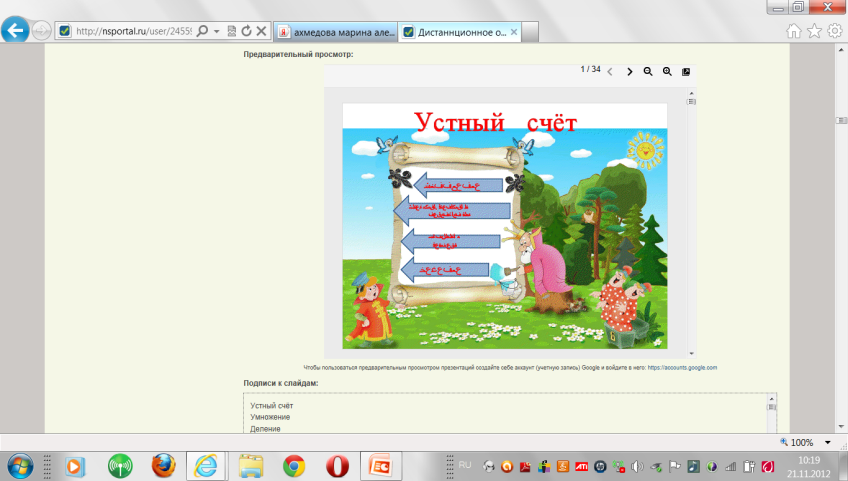 http://nsportal.ru/user/2455
ахмедова марина але...
Дистаннционное о...
Предварительный просмотр:
1 / 34
Устный счёт
Чтобы пользоваться предварительным просмотром презентаций создайте себе аккаунт (учетную запись) Google и войдите в него: https://accounts.google.com
Подписи к слайдам:
Устный счёт
Умножение
Деление
100%
RU
10:19
21.11.2012